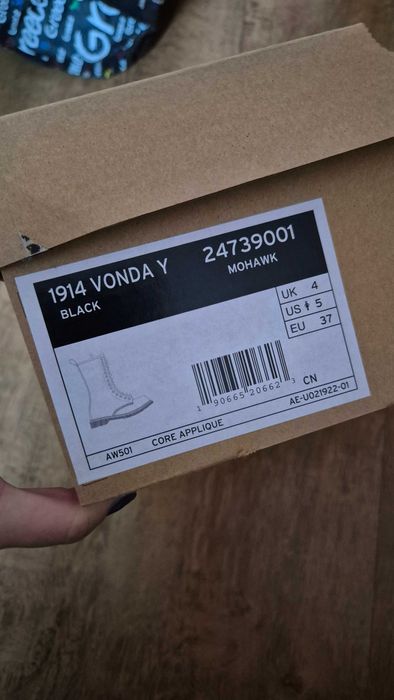 1914 VONDA Y 24739001
BLACK MOHAWK
UK 4
US 5
EU 37
1 90665 20662 3
CN
AW501 CORE APPLIQUE AE-U021922-01